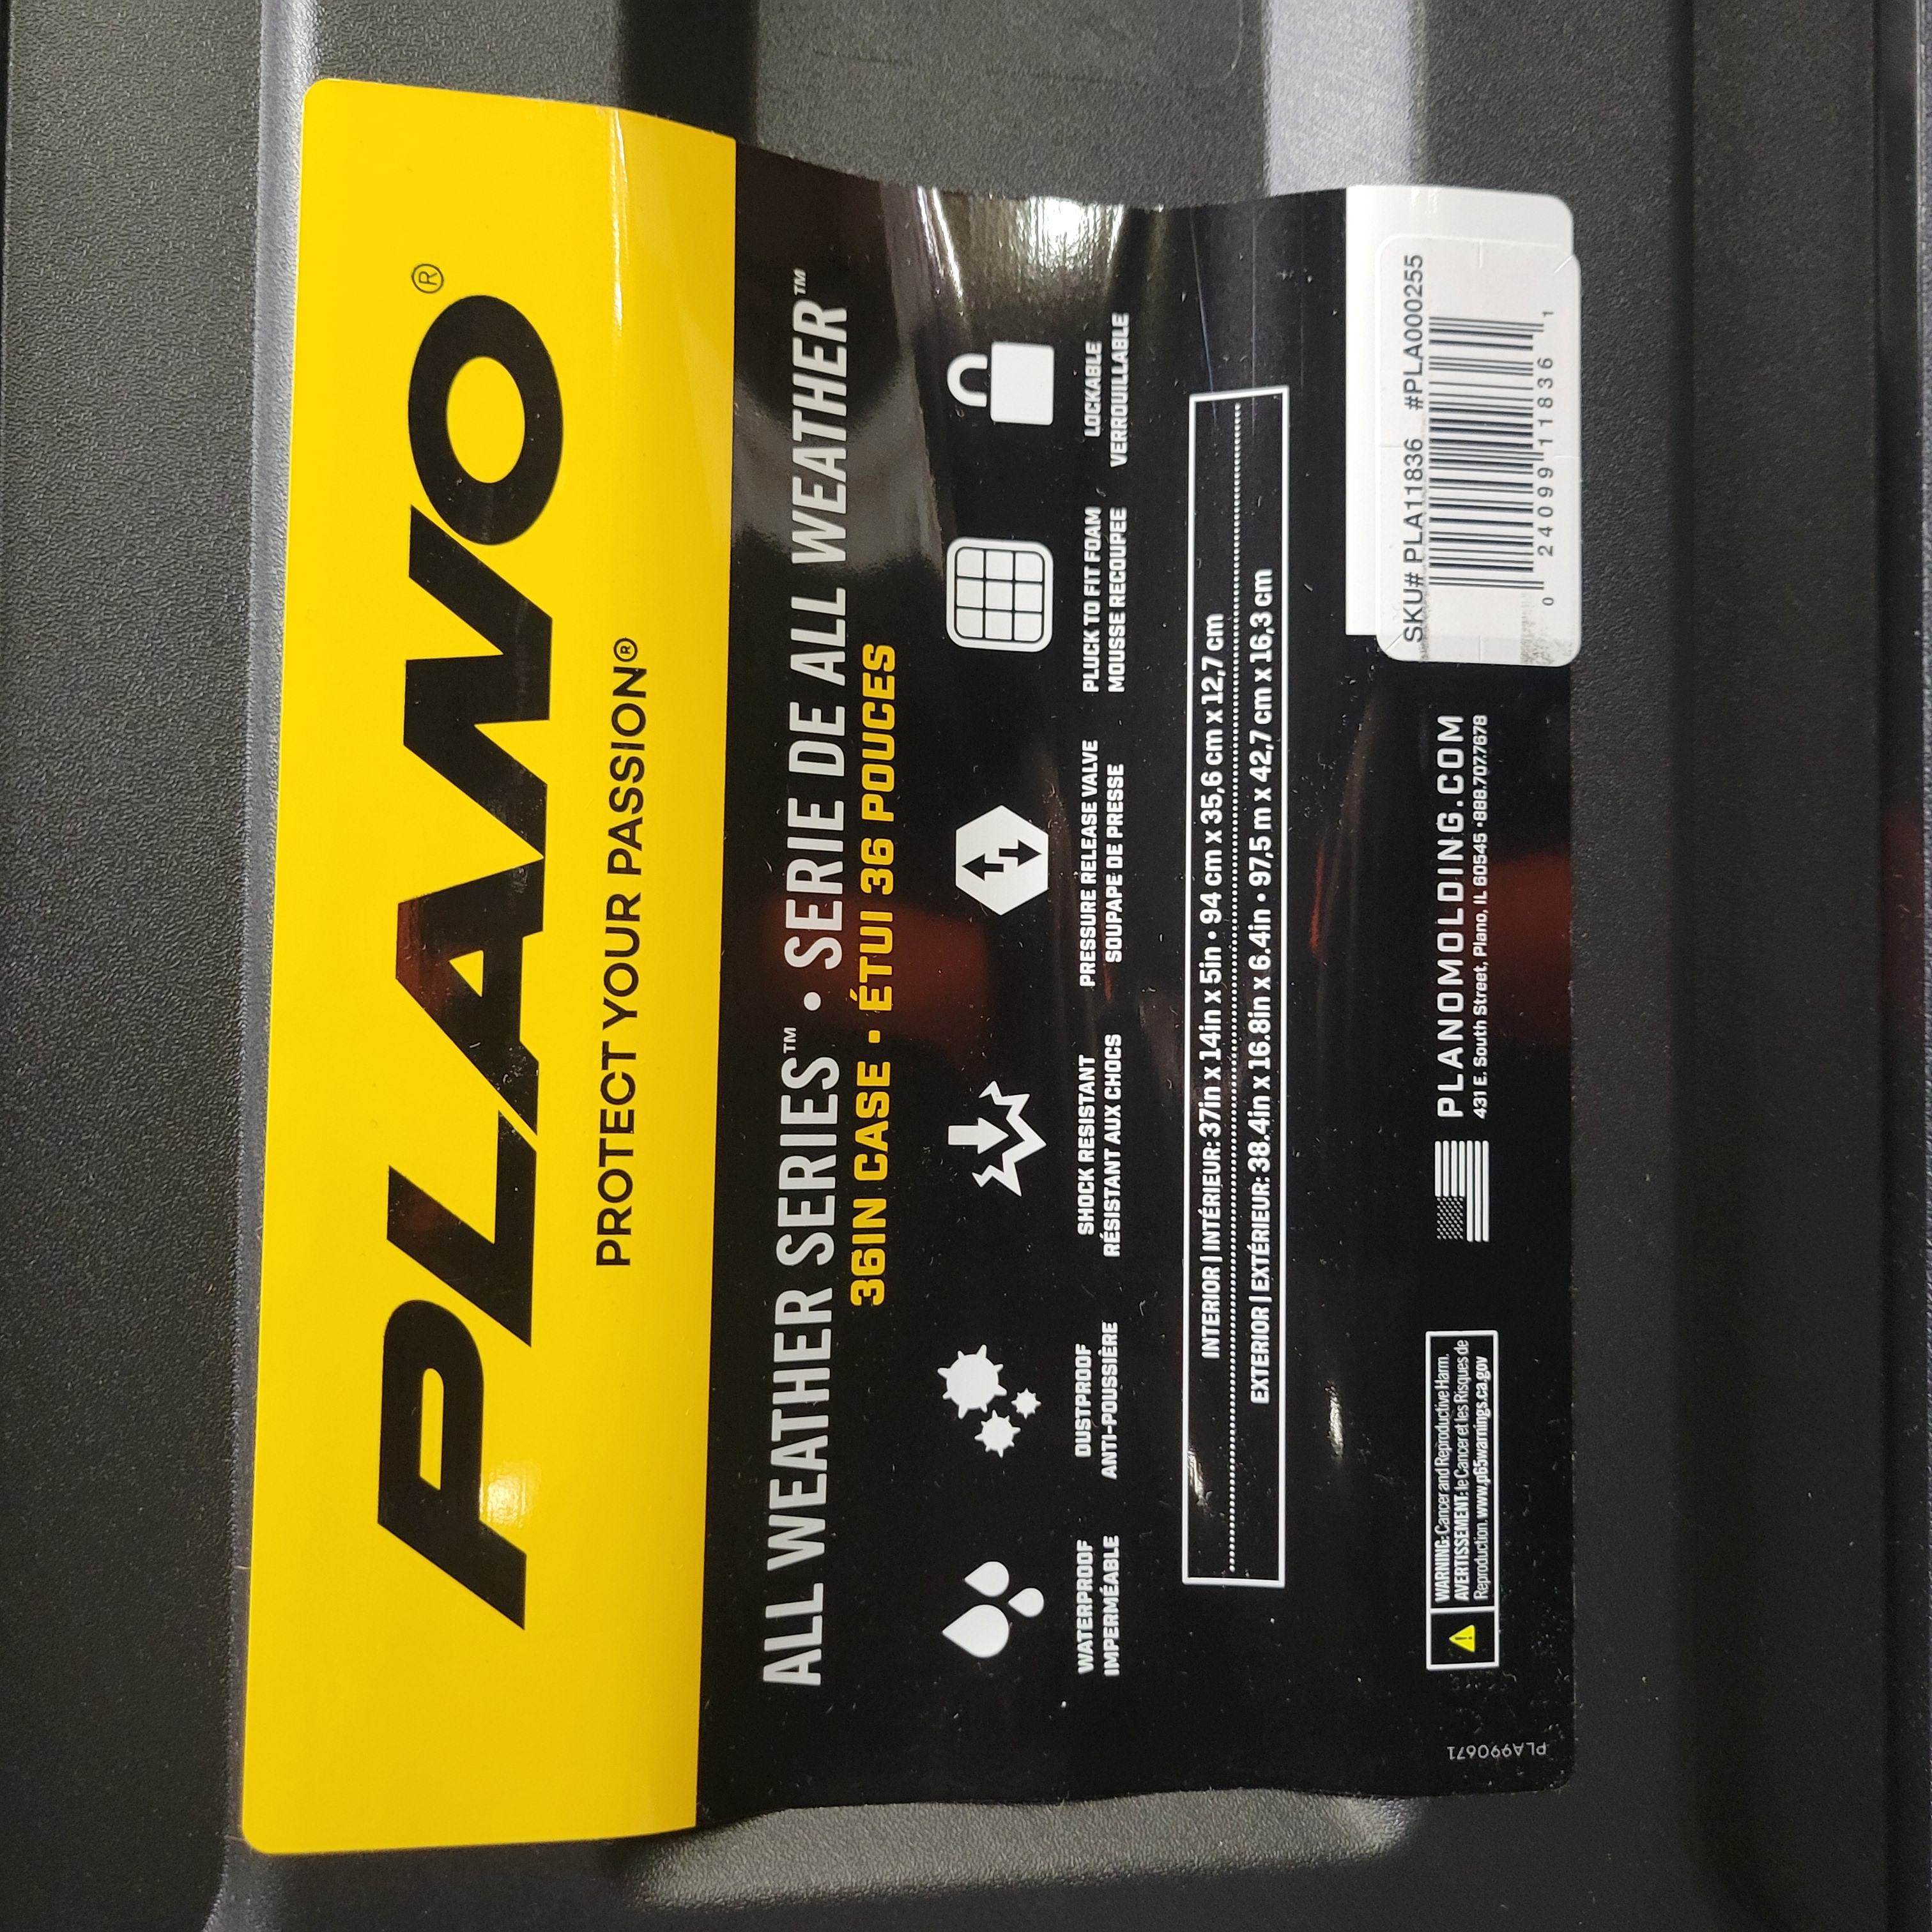 PLANO®
PROTECT YOUR PASSION®
ALL WEATHER SERIES™ • SÉRIE DE ALL WEATHER™
36IN CASE • ÉTUI 36 POUCES
WATERPROOF
IMPERMÉABLE
DUSTPROOF
ANTI-POUSSIÈRE
SHOCK RESISTANT
RÉSISTANT AUX CHOCS
PRESSURE RELEASE VALVE
SOUPAPE DE PRESSE
PLUCK TO FIT FOAM
MOUSSE RECOUPÉE
LOCKABLE
VERROUILLABLE
INTERIOR | INTÉRIEUR: 37in x 14in x 5in • 94 cm x 35,6 cm x 12,7 cm
EXTERIOR | EXTÉRIEUR: 38.4in x 16.8in x 6.4in • 97,5 m x 42,7 cm x 16,3 cm
WARNING: Cancer and Reproductive Harm.
AVERTISSEMENT: le Cancer et les Risques de
Reproduction. www.p65warnings.ca.gov
PLANOMOLDING.COM
431 E. South Street, Plano, IL 60545 • 888.707.7678
SKU# PLA11836 #PLA000255
0 24099 11836 1
PLA990671